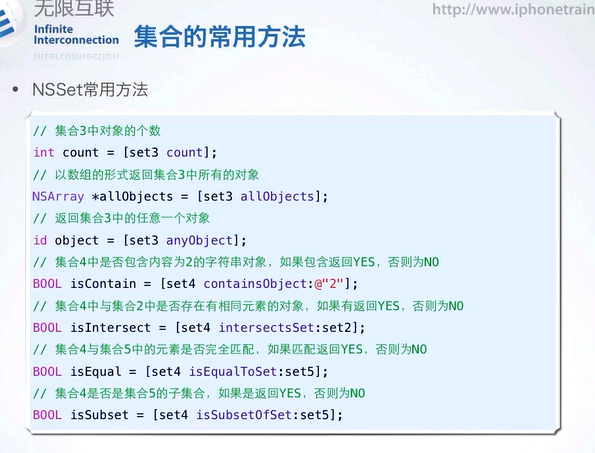 无限互联
Infinite
Interconnection
http://www.iphonetrain
集合的常用方法
• NSSet常用方法
// 集合3中对象的个数
int count = [set3 count];
// 以数组的形式返回集合3中所有的对象
NSArray *allObjects = [set3 allObjects];
// 返回集合3中的任意一个对象
id object = [set3 anyObject];
// 集合4中是否包含内容为2的字符串对象，如果包含返回YES，否则为NO
BOOL isContain = [set4 containsObject:@"2"];
// 集合4中与集合2中是否存在有相同元素的对象，如果有返回YES，否则为NO
BOOL isIntersect = [set4 intersectsSet:set2];
// 集合4与集合5中的元素是否完全匹配，如果匹配返回YES，否则为NO
BOOL isEqual = [set4 isEqualToSet:set5];
// 集合4是否是集合5的子集合，如果是返回YES，否则为NO
BOOL isSubset = [set4 isSubsetOfSet:set5];